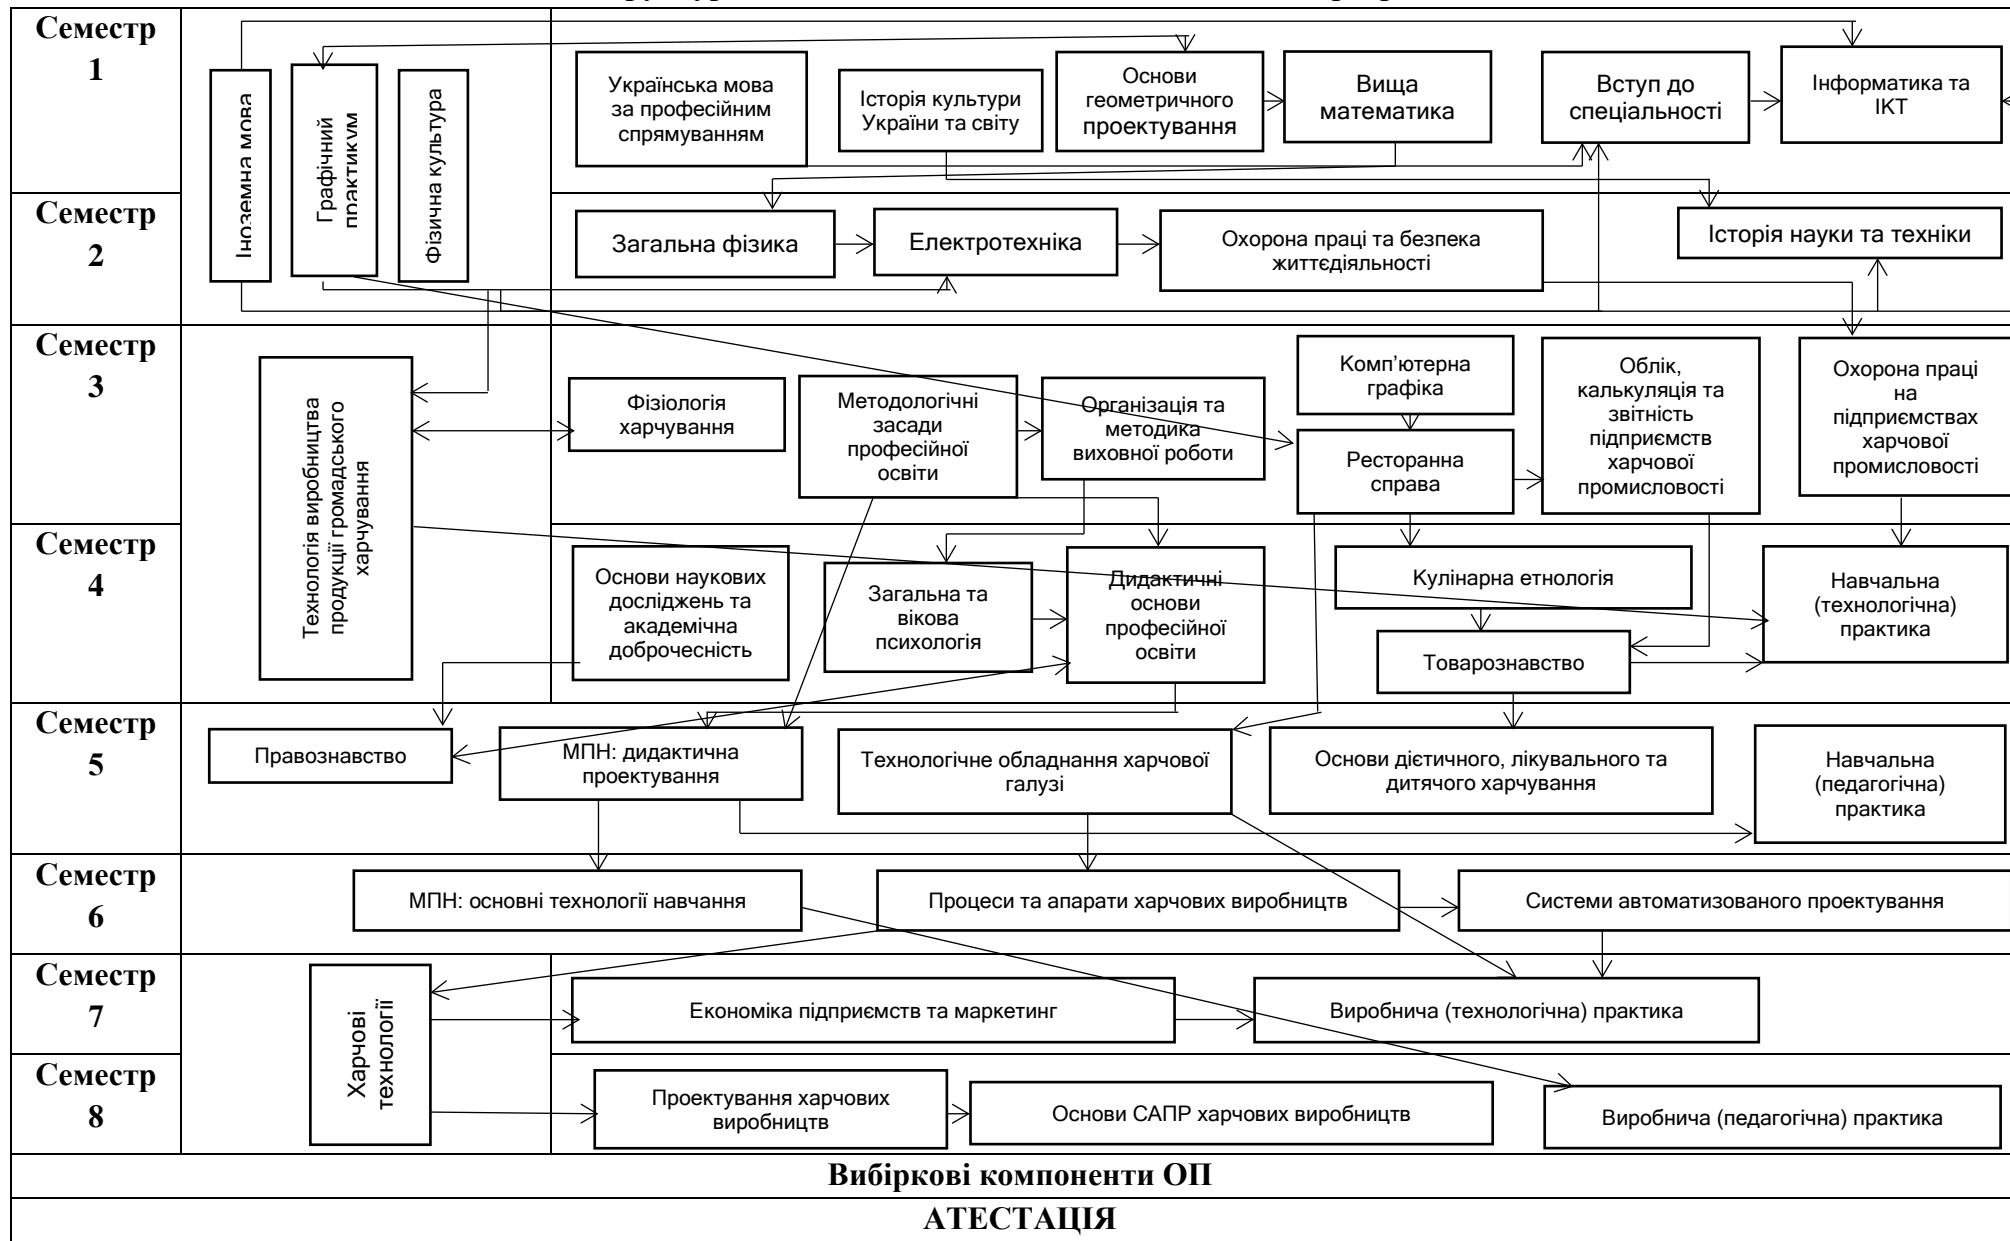 Семестр
1
Іноземна мова
Графічний
практикум
Фізична культура
Українська мова
за професійним
спрямуванням
Історія культури
України та світу
Основи
геометричного
проектування
Вища
математика
Вступ до
спеціальності
Інформатика та
ІКТ
Семестр
2
Загальна фізика
Електротехніка
Охорона праці та безпека
життєдіяльності
Історія науки та техніки
Семестр
3
Технологія виробництва
продукції громадського
харчування
Фізіологія
харчування
Методологічні
засади
професійної
освіти
Організація та
методика
виховної роботи
Комп’ютерна
графіка
Ресторанна
справа
Облік,
калькуляція та
звітність
підприємств
харчової
промисловості
Охорона праці
на
підприємствах
харчової
промисловості
Семестр
4
Основи наукових
досліджень та
академічна
доброчесність
Загальна та
вікова
психологія
Дидактичні
основи
професійної
освіти
Кулінарна етнологія
Товарознавство
Навчальна
(технологічна)
практика
Семестр
5
Правознавство
МПН: дидактична
проектування
Технологічне обладнання харчової
галузі
Основи дієтичного, лікувального та
дитячого харчування
Навчальна
(педагогічна)
практика
Семестр
6
МПН: основні технології навчання
Процеси та апарати харчових виробництв
Системи автоматизованого проектування
Семестр
7
Харчові
технології
Економіка підприємств та маркетинг
Виробнича (технологічна) практика
Семестр
8
Проектування харчових
виробництв
Основи САПР харчових виробництв
Виробнича (педагогічна) практика
Вибіркові компоненти ОП
АТЕСТАЦІЯ